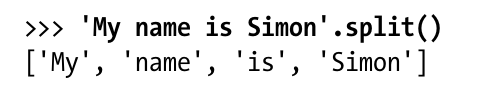 >>> 'My name is Simon'.split()
['My', 'name', 'is', 'Simon']